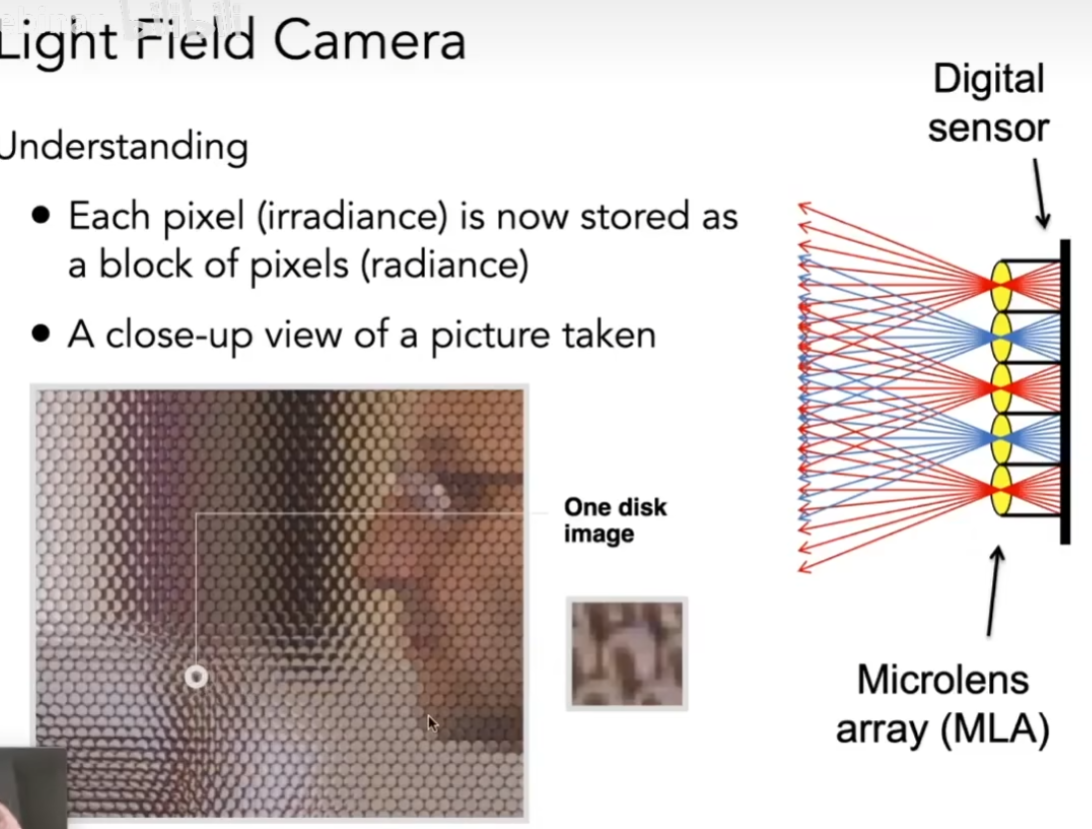 Light Field Camera
Understanding
● Each pixel (irradiance) is now stored as
a block of pixels (radiance)
● A close-up view of a picture taken
One disk
image
Digital
sensor
Microlens
array (MLA)